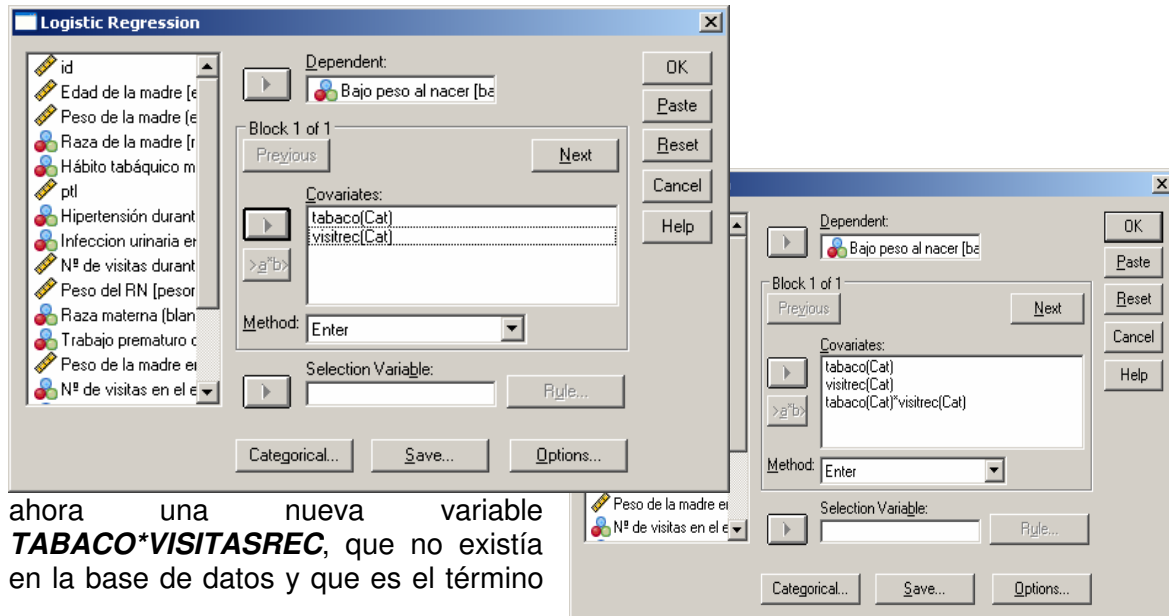 Logistic Regression
id
Edad de la madre [e
Peso de la madre (e
Raza de la madre [r
Hábito tabáquico m
ptl
Hipertensión durant
Infeccion urinaria er
Nº de visitas durant
Peso del RN [pesor
Raza materna (blan
Trabajo prematuro c
Peso de la madre er
Nº de visitas en el e
Dependent:
Bajo peso al nacer [ba
Block 1 of 1
Previous
Next
Covariates:
tabaco(Cat)
visitrec(Cat)
>a*b>
Method:
Enter
Selection Variable:
Rule...
Categorical...
Save...
Options...
OK
Paste
Reset
Cancel
Help
Dependent:
Bajo peso al nacer [ba
Block 1 of 1
Previous
Next
Covariates:
tabaco(Cat)
visitrec(Cat)
tabaco(Cat)*visitrec(Cat)
>a*b>
Method:
Enter
Peso de la madre er
Nº de visitas en el e
Selection Variable:
Rule...
Categorical...
Save...
Options...
OK
Paste
Reset
Cancel
Help
ahora una nueva variable
TABACO*VISITASREC, que no existía
en la base de datos y que es el término